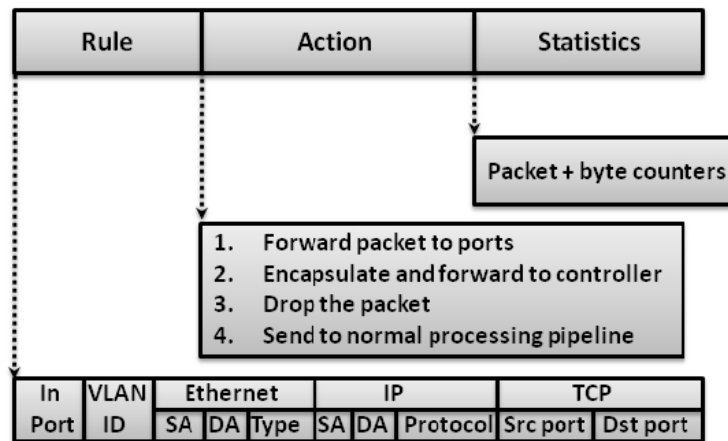 Rule Action Statistics
Packet + byte counters
1. Forward packet to ports
2. Encapsulate and forward to controller
3. Drop the packet
4. Send to normal processing pipeline
In VLAN Ethernet IP TCP
Port ID SA DA Type SA DA Protocol Src port Dst port